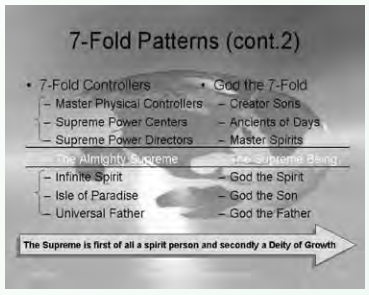 7-Fold Patterns (cont.2)
• 7-Fold Controllers
– Master Physical Controllers
– Supreme Power Centers
– Supreme Power Directors
– The Almighty Supreme
– Infinite Spirit
– Isle of Paradise
– Universal Father
• God the 7-Fold
– Creator Sons
– Ancients of Days
– Master Spirits
– The Supreme Being
– God the Spirit
– God the Son
– God the Father
The Supreme is first of all a spirit person and secondly a Deity of Growth